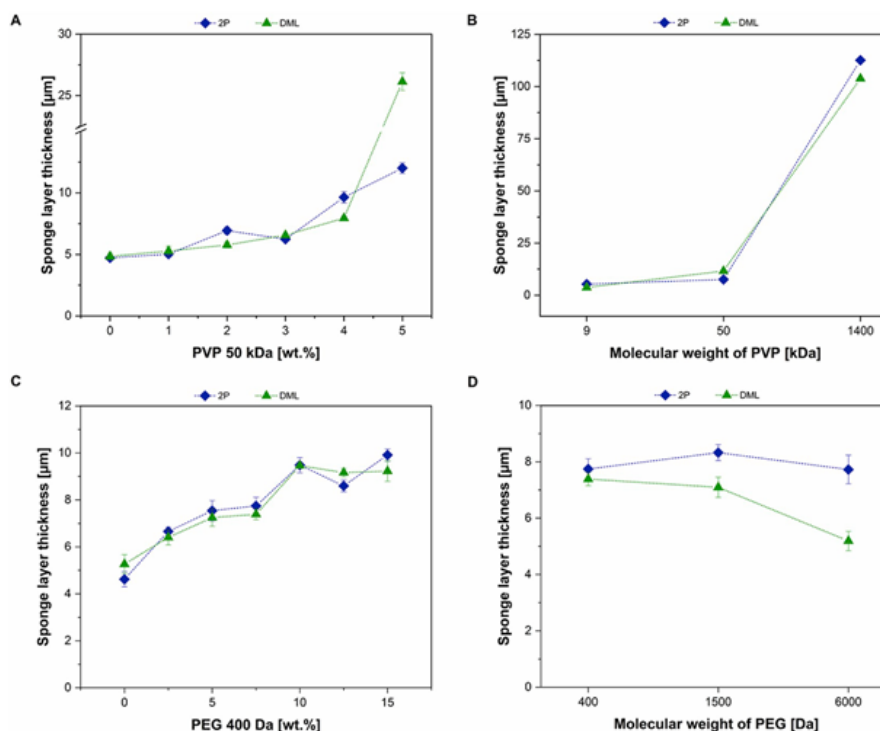 A
2P DML
30
25
10
5
0
Sponge layer thickness [µm]
0 1 2 3 4 5
PVP 50 kDa [wt.%]
B
2P DML
125
100
75
50
25
0
Sponge layer thickness [µm]
9 50 1400
Molecular weight of PVP [kDa]
C
2P DML
12
10
8
6
4
2
0
Sponge layer thickness [µm]
0 5 10 15
PEG 400 Da [wt.%]
D
2P DML
10
8
6
4
2
0
Sponge layer thickness [µm]
400 1500 6000
Molecular weight of PEG [Da]